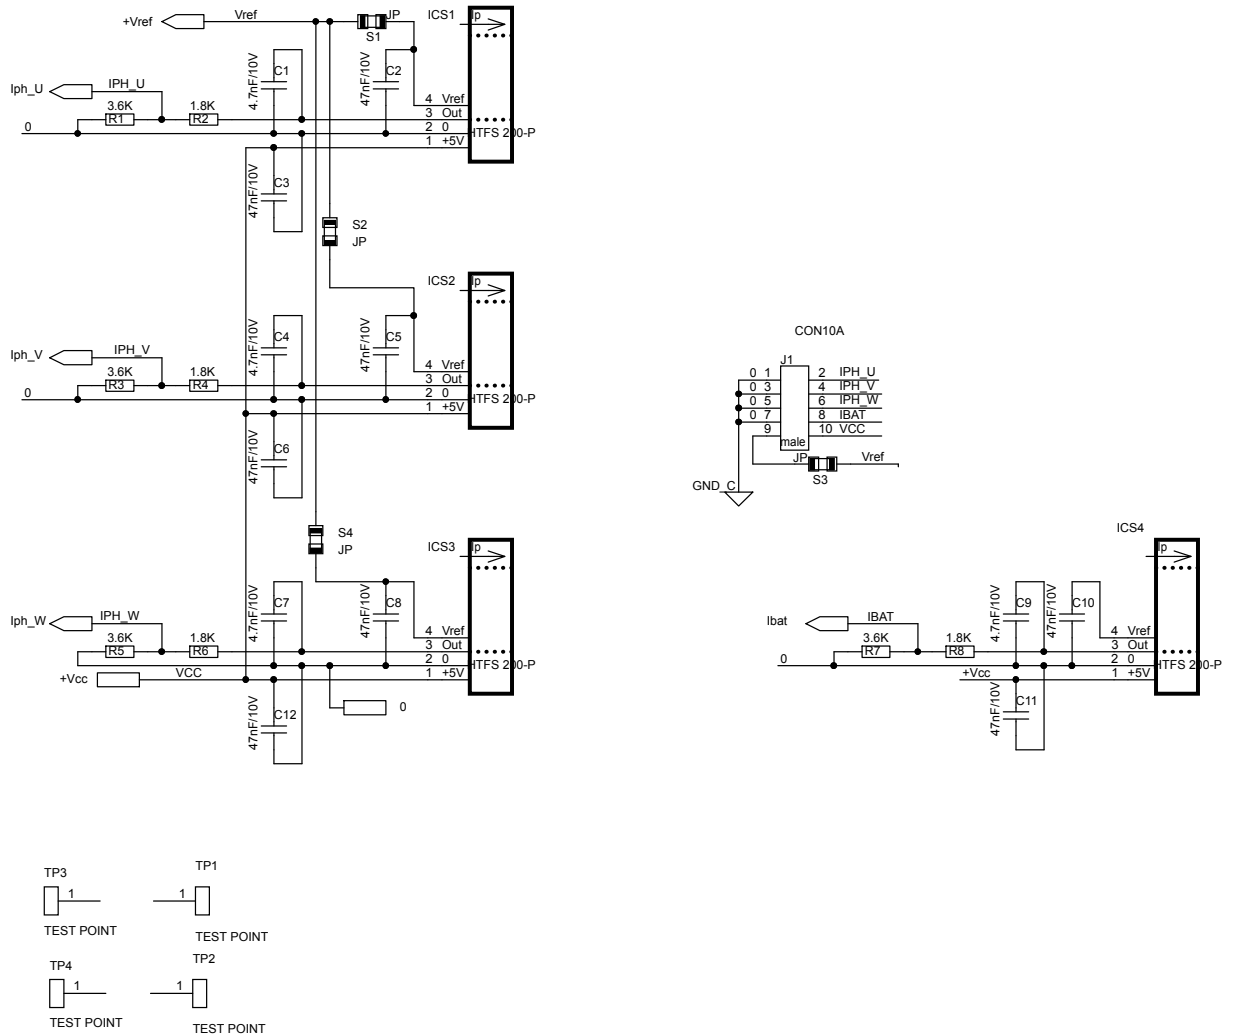 +Vref Vref JP ICS1 Ip
S1
4.7nF/10V C1 47nF/10V C2
Iph_U IPH_U
3.6K 1.8K 4 Vref
R1 R2 3 Out
0 2 0
HTFS 200-P
1 +5V
47nF/10V C3
S2
JP
ICS2 Ip
4.7nF/10V C4 47nF/10V C5
Iph_V IPH_V
3.6K 1.8K 4 Vref
R3 R4 3 Out
0 2 0
HTFS 200-P
1 +5V
47nF/10V C6
CON10A
J1
0 1 2 IPH_U
0 3 4 IPH_V
0 5 6 IPH_W
0 7 8 IBAT
9 10 VCC
male
JP Vref
S3
GND_C
S4
JP
ICS3 Ip
4.7nF/10V C7 47nF/10V C8
Iph_W IPH_W
3.6K 1.8K 4 Vref
R5 R6 3 Out
2 0
HTFS 200-P
+Vcc VCC 1 +5V
47nF/10V C12
0
ICS4
Ip
4.7nF/10V C9 47nF/10V C10
Ibat IBAT
3.6K 1.8K 4 Vref
R7 R8 3 Out
0 2 0
HTFS 200-P
+Vcc 1 +5V
47nF/10V C11
TP3 TP1
1 1
TEST POINT TEST POINT
TP4 TP2
1 1
TEST POINT TEST POINT